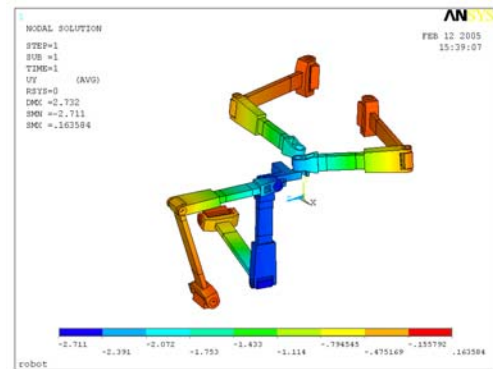 1
NODAL SOLUTION
STEP=1
SUB =1
TIME=1
UY (AVG)
RSYS=0
DMX =2.732
SMN =-2.711
SMX =.163584
ANSYS
FEB 12 2005
15:39:07
X
-2.711 -2.391 -2.072 -1.753 -1.433 -1.114 -.794545 -.475169 -.155792 .163584
robot